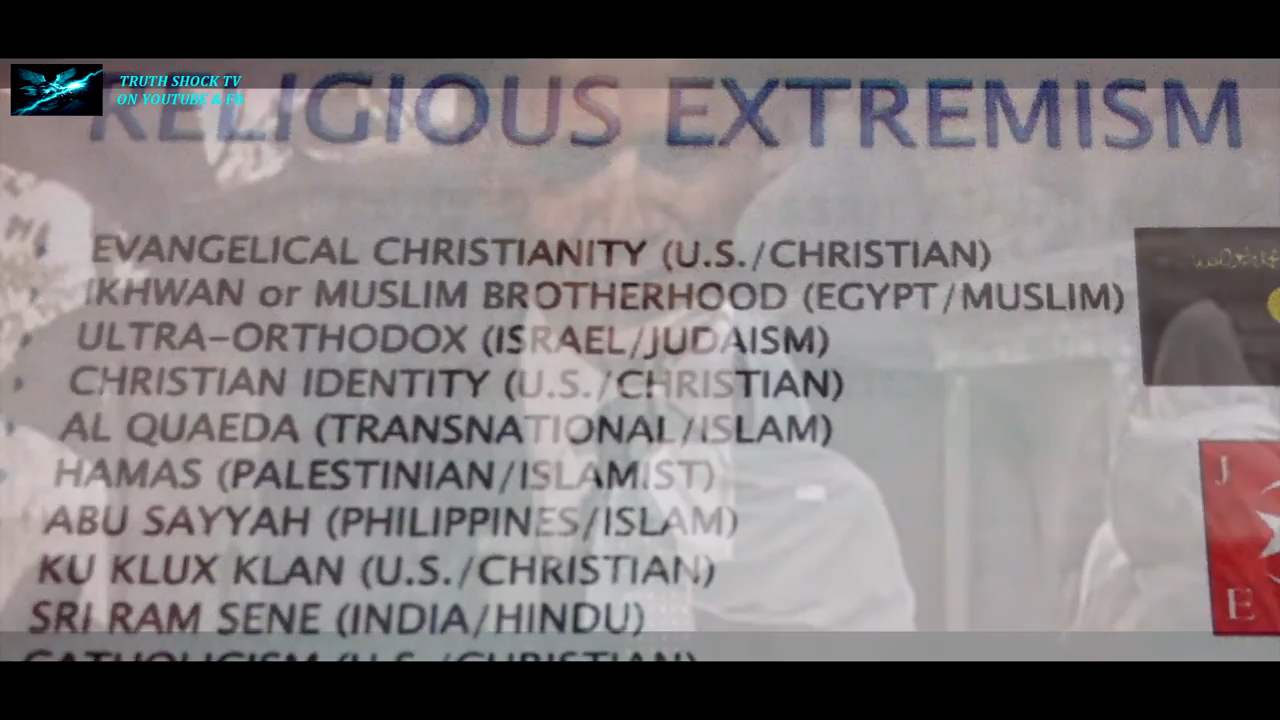 TRUTH SHOCK TV
ON YOUTUBE & FB
RELIGIOUS EXTREMISM
EVANGELICAL CHRISTIANITY (U.S./CHRISTIAN)
IKHWAN or MUSLIM BROTHERHOOD (EGYPT/MUSLIM)
ULTRA-ORTHODOX (ISRAEL/JUDAISM)
CHRISTIAN IDENTITY (U.S./CHRISTIAN)
AL QUAEDA (TRANSNATIONAL/ISLAM)
HAMAS (PALESTINIAN/ISLAMIST)
ABU SAYYAH (PHILIPPINES/ISLAM)
KU KLUX KLAN (U.S./CHRISTIAN)
SRI RAM SENE (INDIA/HINDU)
CATHOLICISM (U.S./CHRISTIAN)
J
E